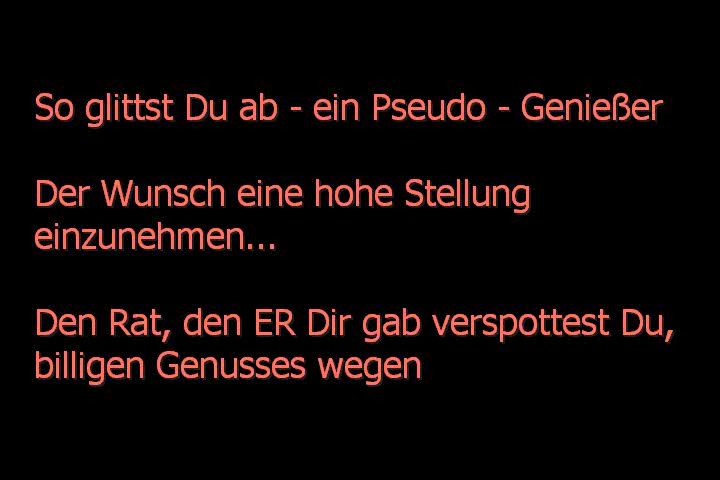 So glittst Du ab - ein Pseudo - Genießer
Der Wunsch eine hohe Stellung
einzunehmen...
Den Rat, den ER Dir gab verspottest Du,
billigen Genusses wegen